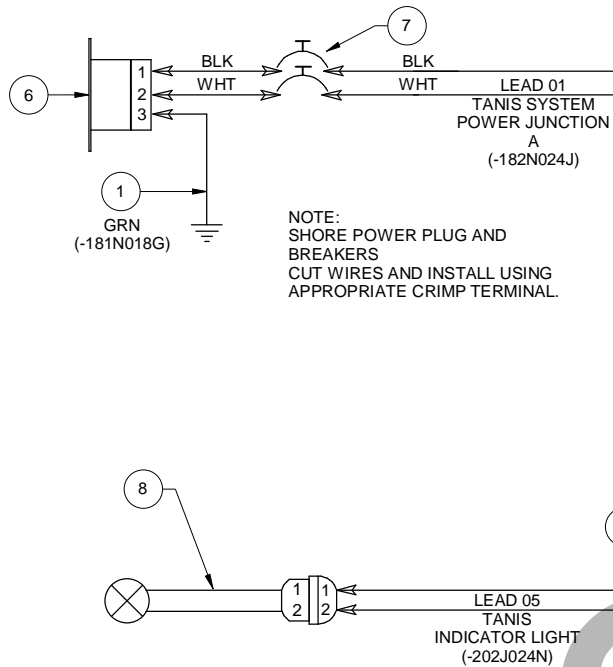 7
BLK
BLK
1
WHT
WHT
6
2
LEAD 01
3
TANIS SYSTEM
POWER JUNCTION
A
(-182N024J)
1
GRN
(-181N018G)
NOTE:
SHORE POWER PLUG AND
BREAKERS
CUT WIRES AND INSTALL USING
APPROPRIATE CRIMP TERMINAL.
8
1
1
2
2
LEAD 05
TANIS
INDICATOR LIGHT
(-202J024N)